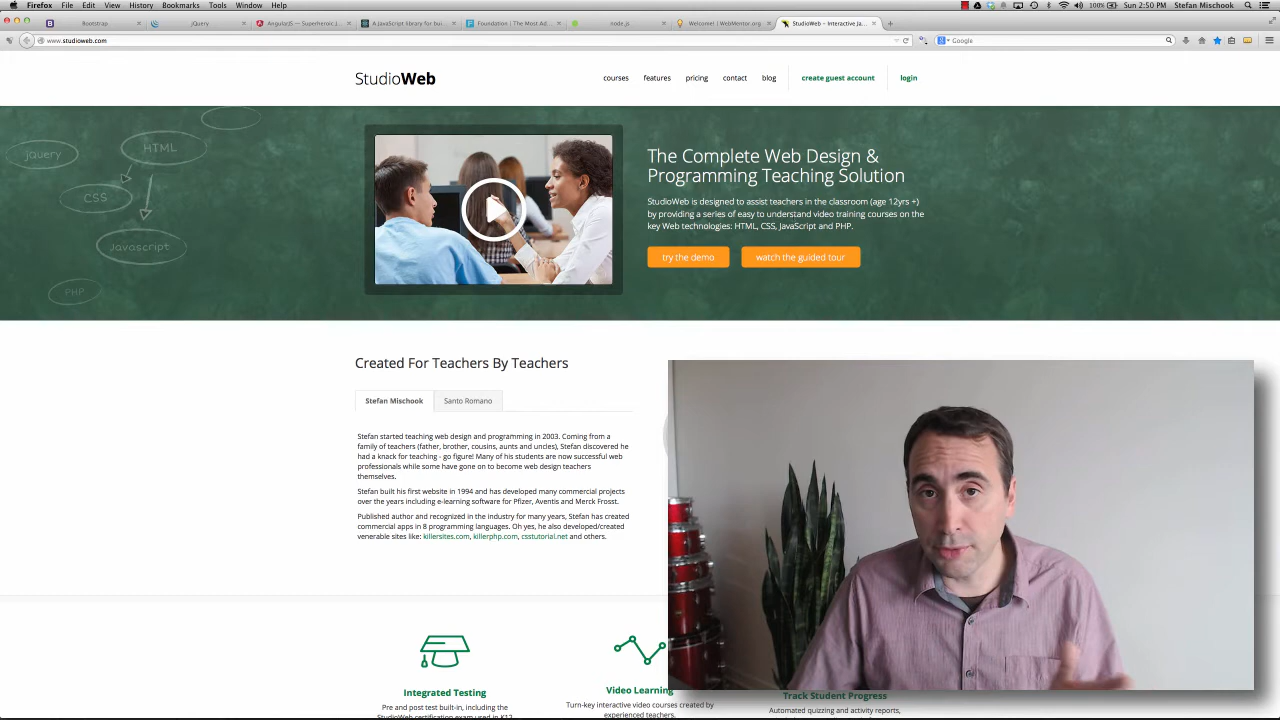 Firefox File Edit View History Bookmarks Tools Window Help
100% Sun 2:50 PM Stefan Mischook
Bootstrap
jQuery
AngularJS — Superheroic J...
A JavaScript library for bui...
Foundation | The Most Ad...
node.js
Welcome! | WebMentor.org
StudioWeb – Interactive Ja...
www.studioweb.com
Google
StudioWeb
courses features pricing contact blog create guest account login
jquery
HTML
CSS
Javascript
PHP
The Complete Web Design &
Programming Teaching Solution
StudioWeb is designed to assist teachers in the classroom (age 12yrs +)
by providing a series of easy to understand video training courses on the
key Web technologies: HTML, CSS, JavaScript and PHP.
try the demo watch the guided tour
Created For Teachers By Teachers
Stefan Mischook Santo Romano
Stefan started teaching web design and programming in 2003. Coming from a
family of teachers (father, brother, cousins, aunts and uncles), Stefan discovered he
had a knack for teaching - go figure! Many of his students are now successful web
professionals while some have gone on to become web design teachers
themselves.
Stefan built his first website in 1994 and has developed many commercial projects
over the years including e-learning software for Pfizer, Aventis and Merck Frosst.
Published author and recognized in the industry for many years, Stefan has created
commercial apps in 8 programming languages. Oh yes, he also developed/created
venerable sites like: killersites.com, killerphp.com, csstutorial.net and others.
Integrated Testing
Pre and post test built-in, including the
StudioWeb certification exam used in K12
Video Learning
Turn-key interactive video courses created by
experienced teachers.
Track Student Progress
Automated quizzing and activity reports,